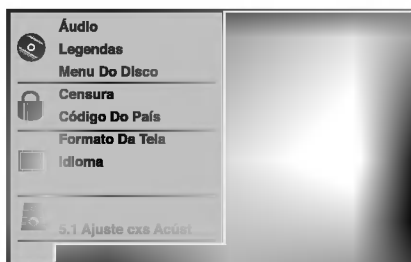 Áudio
Legendas
Menu Do Disco
Censura
Código Do País
Formato Da Tela
Idioma
5.1 Ajuste cxs Acúst